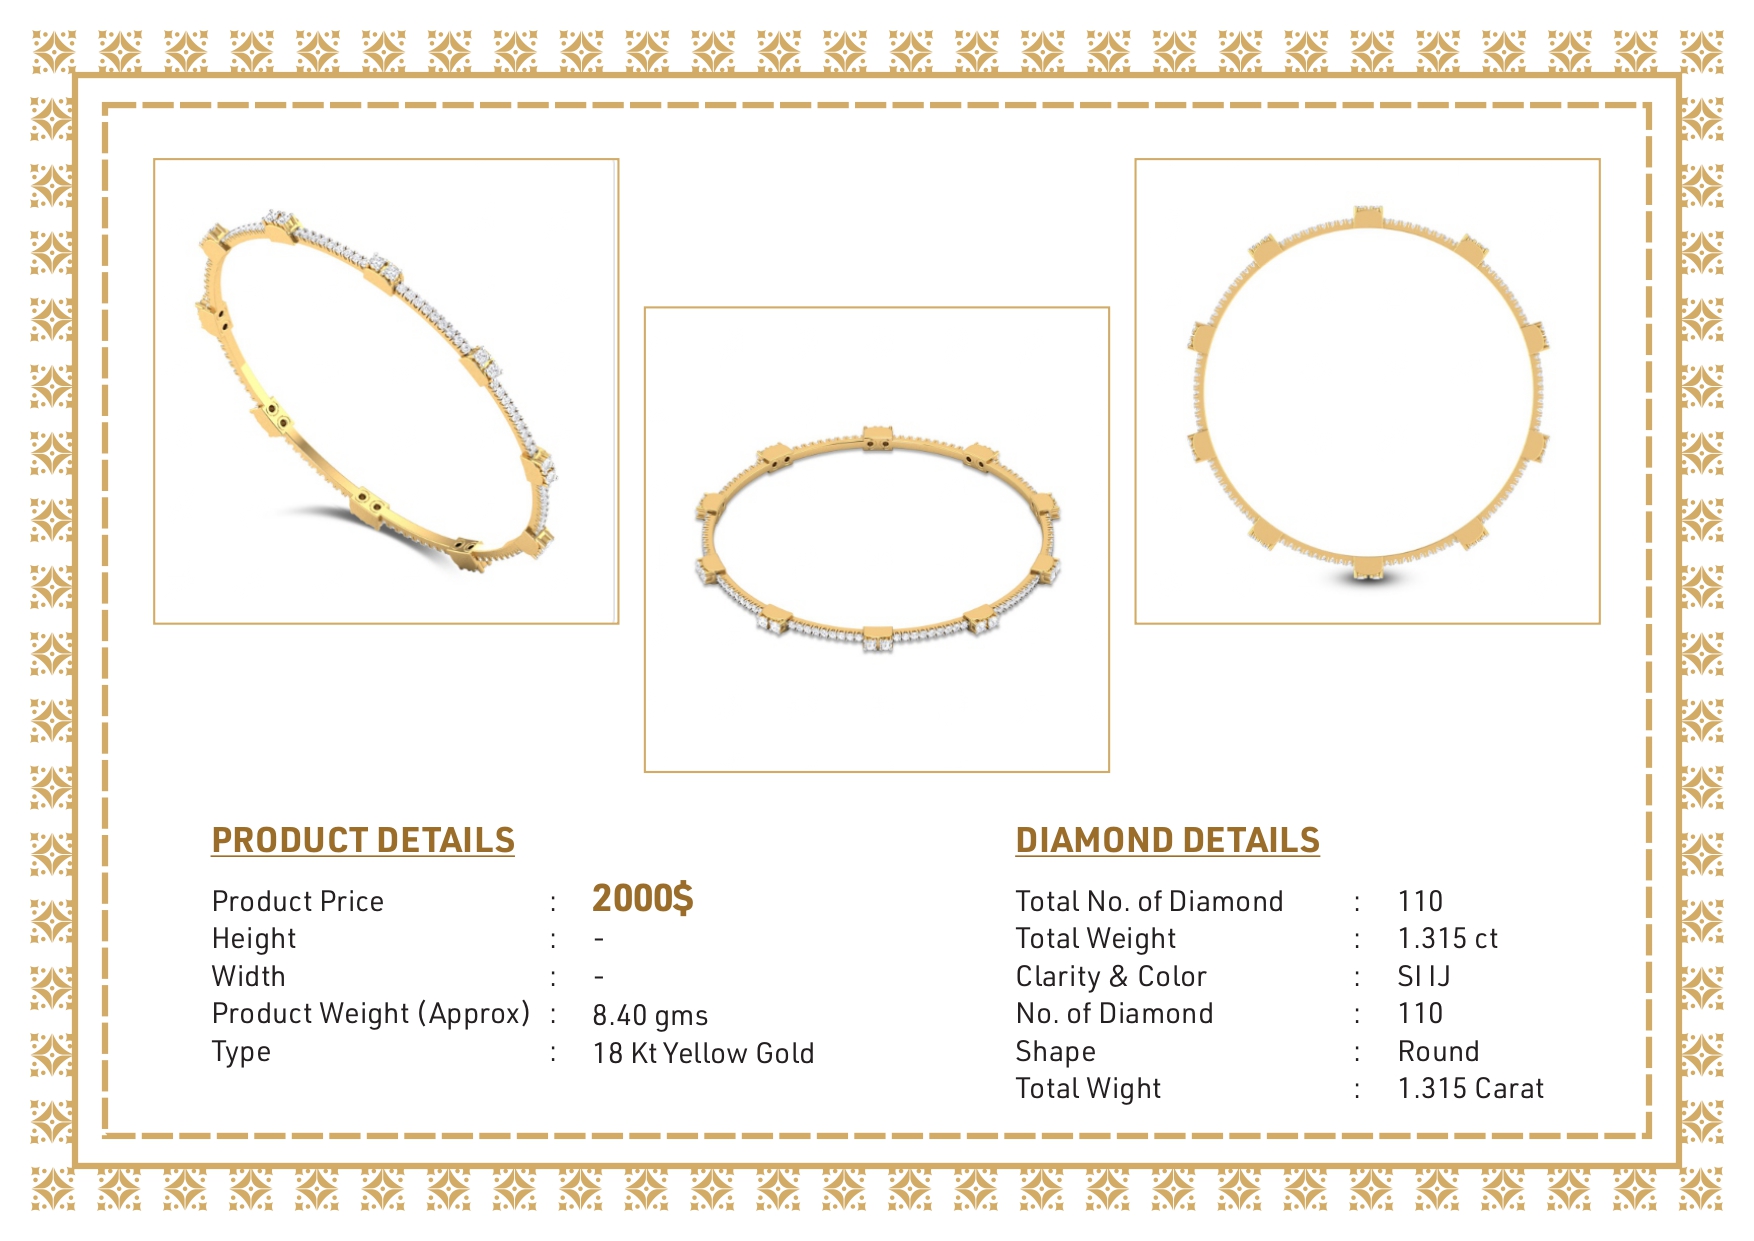 PRODUCT DETAILS
Product Price : 2000$
Height : -
Width : -
Product Weight (Approx) : 8.40 gms
Type : 18 Kt Yellow Gold
DIAMOND DETAILS
Total No. of Diamond : 110
Total Weight : 1.315 ct
Clarity & Color : SI IJ
No. of Diamond : 110
Shape : Round
Total Wight : 1.315 Carat